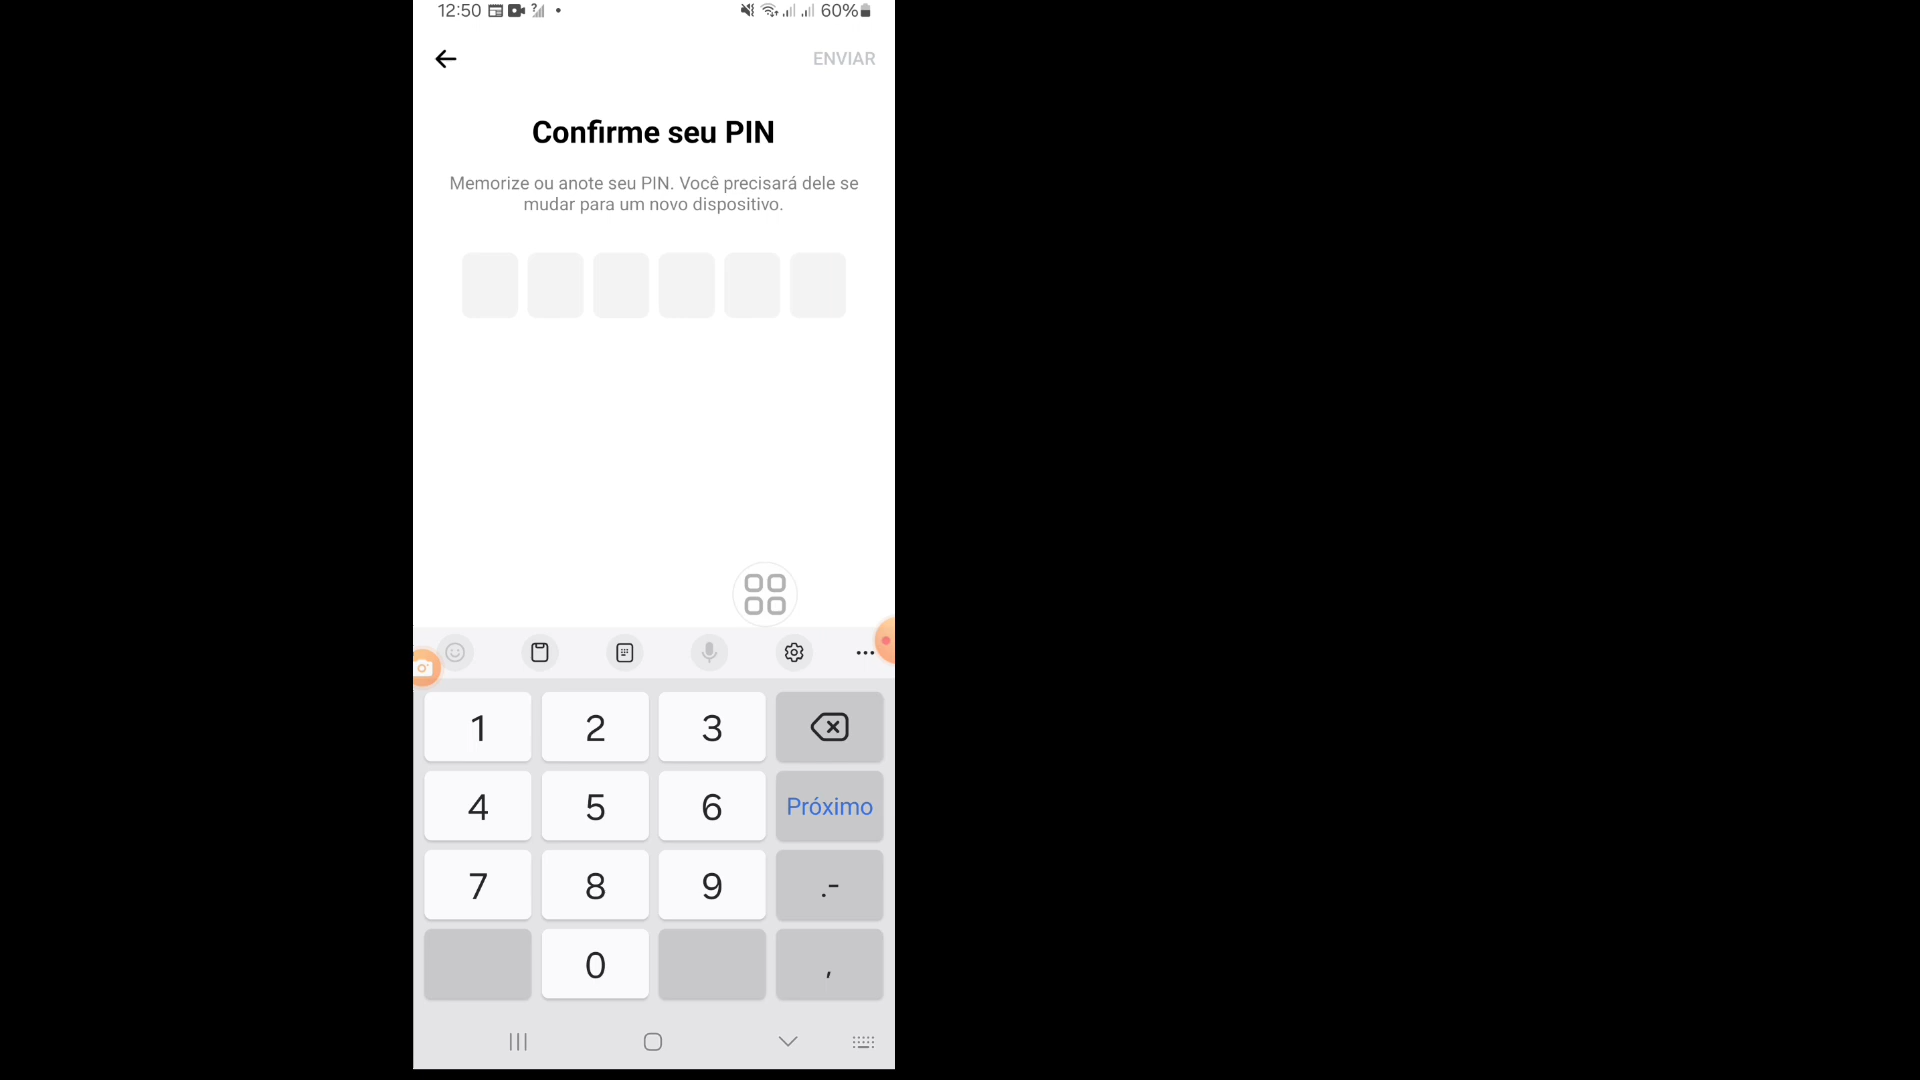 12:50 60%
ENVIAR
Confirme seu PIN
Memorize ou anote seu PIN. Você precisará dele se
mudar para um novo dispositivo.
1 2 3
4 5 6 Próximo
7 8 9 .-
0 ,